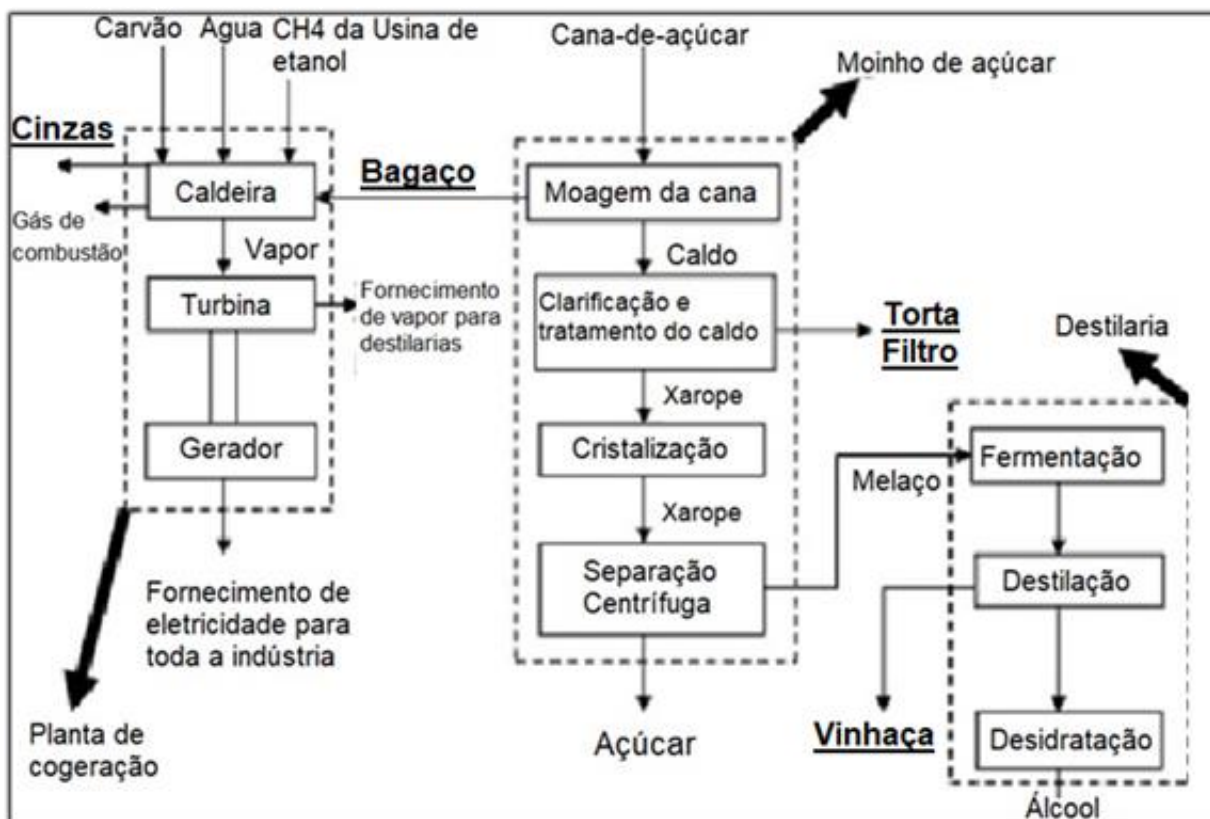 Carvão
Agua
CH4 da Usina de
etanol
Cana-de-açúcar
Moinho de açúcar
Cinzas
Caldeira
Bagaço
Moagem da cana
Gás de
combustão
Vapor
Caldo
Turbina
Fornecimento
de vapor para
destilarias
Clarificação e
tratamento do caldo
Torta
Filtro
Destilaria
Xarope
Gerador
Cristalização
Melaço
Fermentação
Xarope
Fornecimento de
eletricidade para
toda a indústria
Separação
Centrífuga
Destilação
Planta de
cogeração
Açúcar
Vinhaça
Desidratação
Álcool